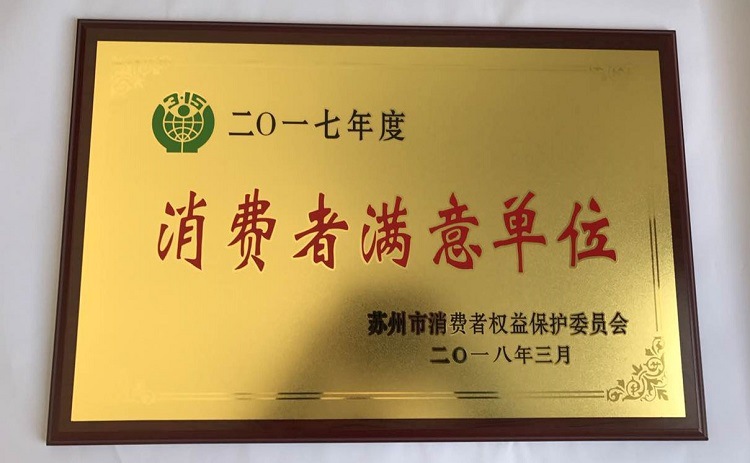 3·15
二〇一七年度
消费者满意单位
苏州市消费者权益保护委员会
二〇一八年三月